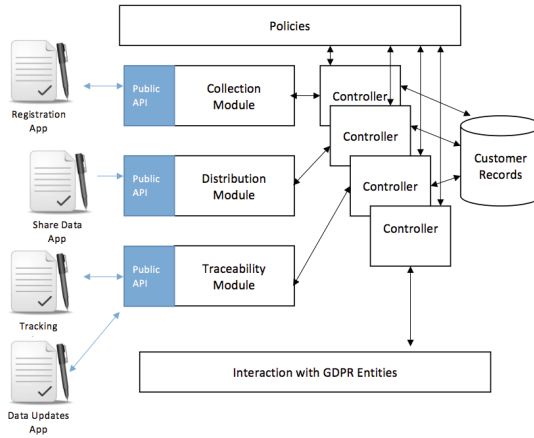 Policies
Registration
App
Public
API
Collection
Module
Controller
Share Data
App
Public
API
Distribution
Module
Controller
Customer
Records
Controller
Tracking
Public
API
Traceability
Module
Controller
Data Updates
App
Interaction with GDPR Entities